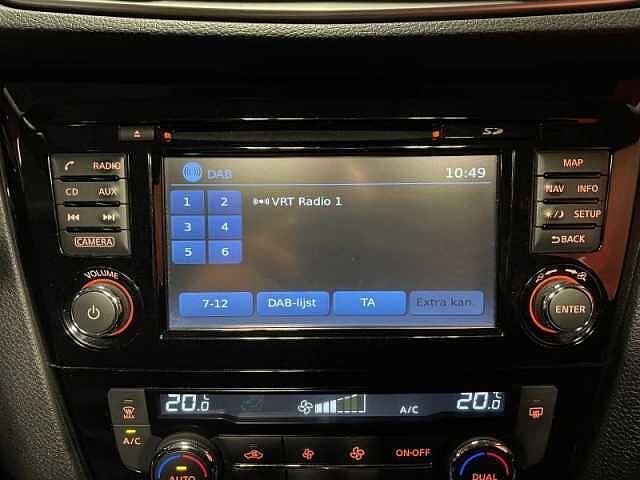 SD
RADIO
CD AUX
CAMERA
VOLUME
DAB 10:49
1 2
VRT Radio 1
3 4
5 6
7-12 DAB-lijst TA Extra kan.
MAP
NAV INFO
SETUP
BACK
ENTER
20.0°C A/C 20.0°C
MAX
A/C
AUTO
ON·OFF
DUAL